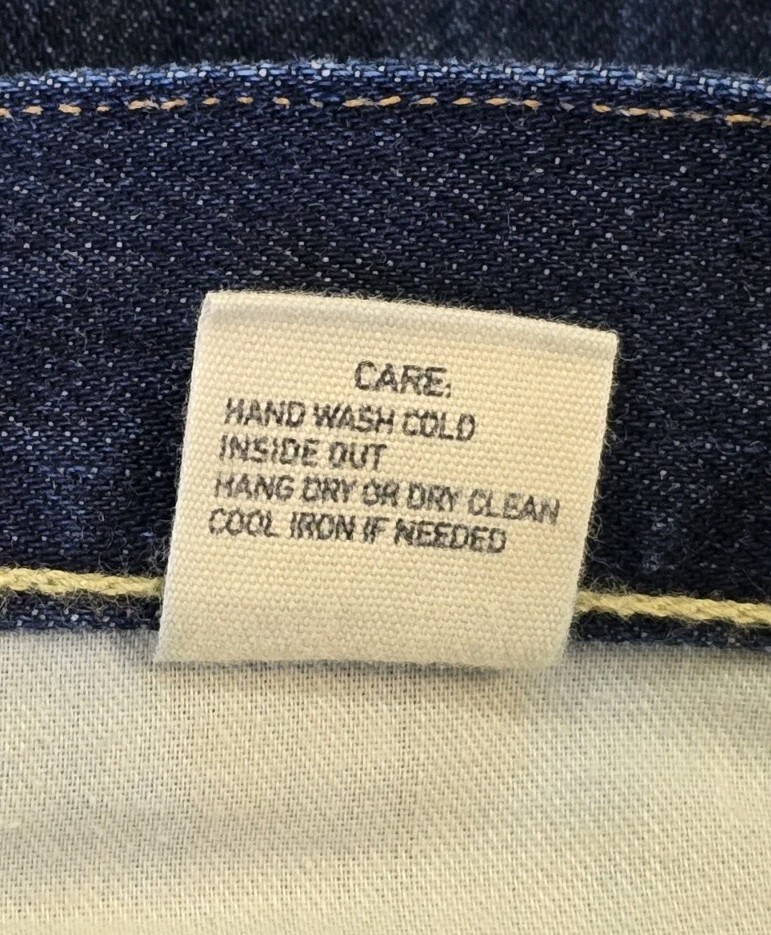 CARE:
HAND WASH COLD
INSIDE OUT
HANG DRY OR DRY CLEAN
COOL IRON IF NEEDED